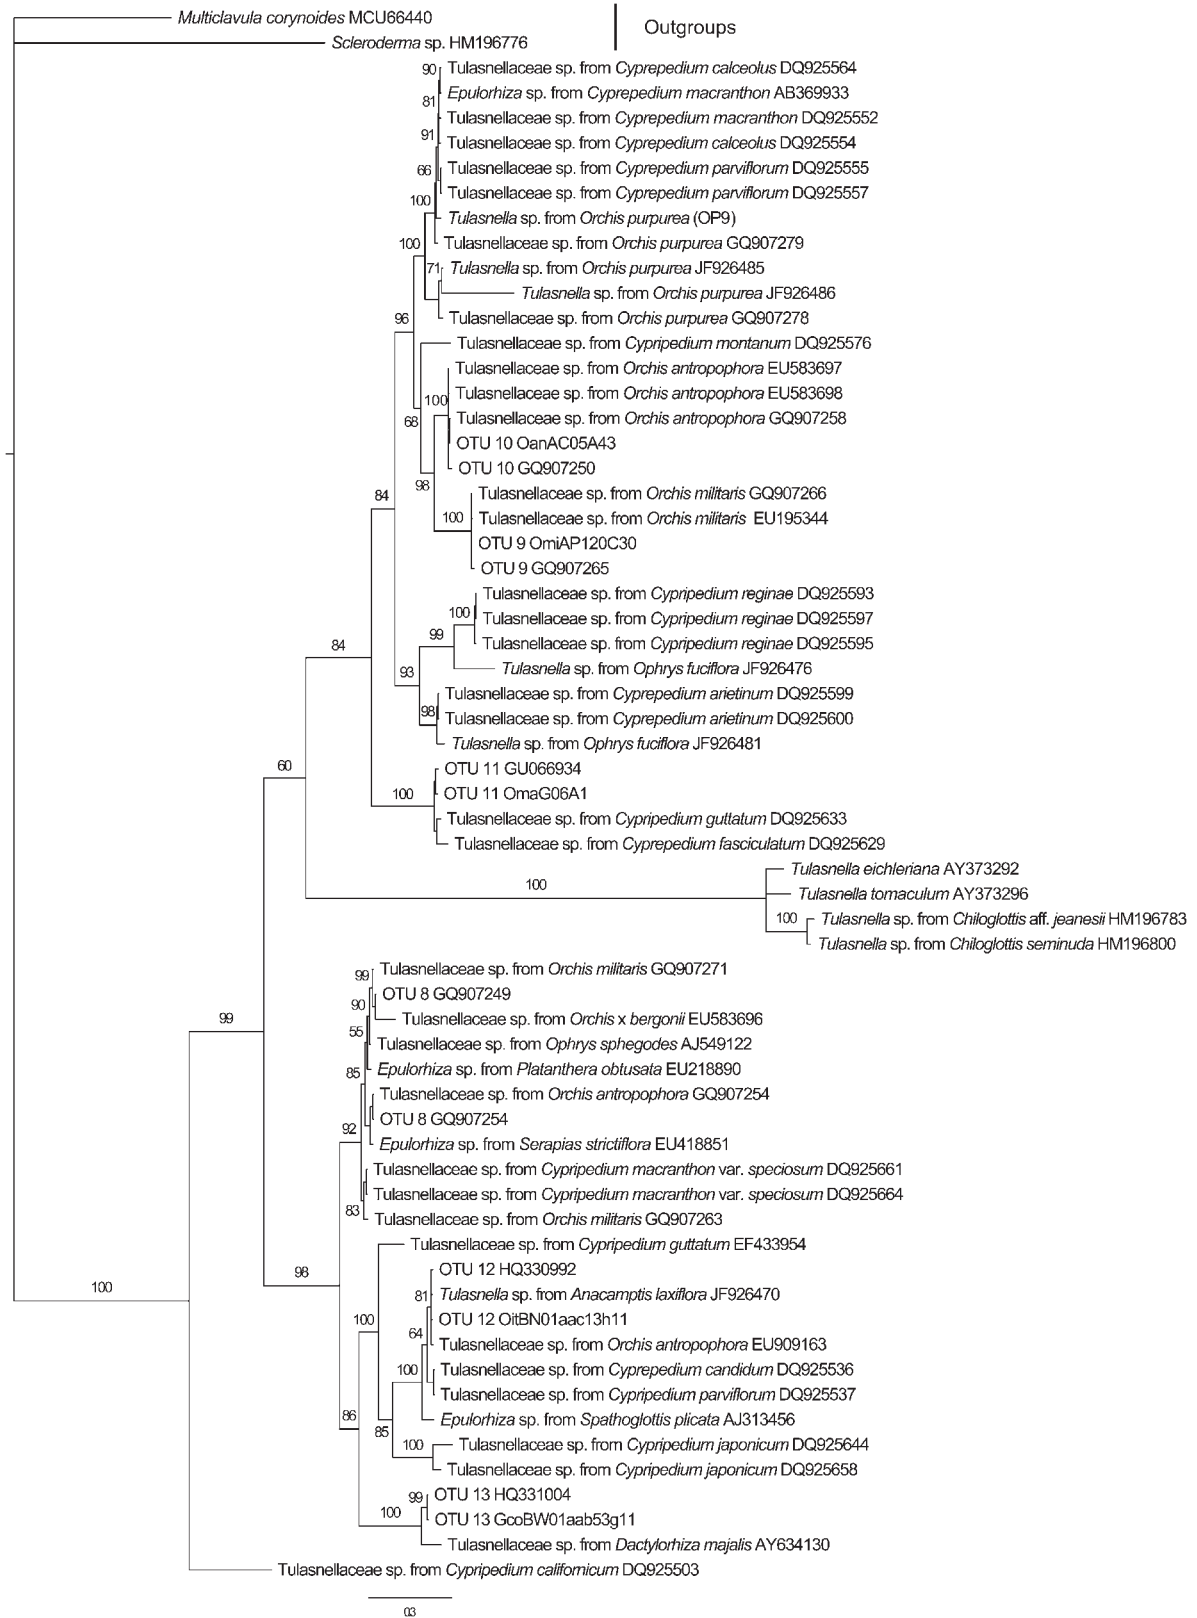 Multiclavula corynoides MCU66440
Outgroups
Scleroderma sp. HM196776
90 Tulasnellaceae sp. from Cyprepedium calceolus DQ925564
Epulorhiza sp. from Cyprepedium macranthon AB369933
81
Tulasnellaceae sp. from Cyprepedium macranthon DQ925552
91
Tulasnellaceae sp. from Cyprepedium calceolus DQ925554
66 Tulasnellaceae sp. from Cyprepedium parviflorum DQ925555
Tulasnellaceae sp. from Cyprepedium parviflorum DQ925557
100
Tulasnella sp. from Orchis purpurea (OP9)
100 Tulasnellaceae sp. from Orchis purpurea GQ907279
71 Tulasnella sp. from Orchis purpurea JF926485
Tulasnella sp. from Orchis purpurea JF926486
96 Tulasnellaceae sp. from Orchis purpurea GQ907278
Tulasnellaceae sp. from Cypripedium montanum DQ925576
Tulasnellaceae sp. from Orchis antropophora EU583697
Tulasnellaceae sp. from Orchis antropophora EU583698
100
68 Tulasnellaceae sp. from Orchis antropophora GQ907258
OTU 10 OanAC05A43
OTU 10 GQ907250
98
84 Tulasnellaceae sp. from Orchis militaris GQ907266
100 Tulasnellaceae sp. from Orchis militaris EU195344
OTU 9 OmiAP120C30
OTU 9 GQ907265
Tulasnellaceae sp. from Cypripedium reginae DQ925593
100 Tulasnellaceae sp. from Cypripedium reginae DQ925597
99
84 Tulasnellaceae sp. from Cypripedium reginae DQ925595
93 Tulasnella sp. from Ophrys fuciflora JF926476
Tulasnellaceae sp. from Cyprepedium arietinum DQ925599
98 Tulasnellaceae sp. from Cyprepedium arietinum DQ925600
Tulasnella sp. from Ophrys fuciflora JF926481
60 OTU 11 GU066934
100 OTU 11 OmaG06A1
Tulasnellaceae sp. from Cypripedium guttatum DQ925633
Tulasnellaceae sp. from Cyprepedium fasciculatum DQ925629
Tulasnella eichleriana AY373292
100
Tulasnella tomaculum AY373296
100 Tulasnella sp. from Chiloglottis aff. jeanesii HM196783
Tulasnella sp. from Chiloglottis seminuda HM196800
99 Tulasnellaceae sp. from Orchis militaris GQ907271
OTU 8 GQ907249
90
99 Tulasnellaceae sp. from Orchis x bergonii EU583696
55
Tulasnellaceae sp. from Ophrys sphegodes AJ549122
85 Epulorhiza sp. from Platanthera obtusata EU218890
Tulasnellaceae sp. from Orchis antropophora GQ907254
OTU 8 GQ907254
92
Epulorhiza sp. from Serapias strictiflora EU418851
Tulasnellaceae sp. from Cypripedium macranthon var. speciosum DQ925661
Tulasnellaceae sp. from Cypripedium macranthon var. speciosum DQ925664
83
Tulasnellaceae sp. from Orchis militaris GQ907263
Tulasnellaceae sp. from Cypripedium guttatum EF433954
98 OTU 12 HQ330992
100 81 Tulasnella sp. from Anacamptis laxiflora JF926470
100 OTU 12 OitBN01aac13h11
64
Tulasnellaceae sp. from Orchis antropophora EU909163
100 Tulasnellaceae sp. from Cyprepedium candidum DQ925536
Tulasnellaceae sp. from Cypripedium parviflorum DQ925537
86 Epulorhiza sp. from Spathoglottis plicata AJ313456
85
100 Tulasnellaceae sp. from Cypripedium japonicum DQ925644
Tulasnellaceae sp. from Cypripedium japonicum DQ925658
99 OTU 13 HQ331004
100 OTU 13 GcoBW01aab53g11
Tulasnellaceae sp. from Dactylorhiza majalis AY634130
Tulasnellaceae sp. from Cypripedium californicum DQ925503
03